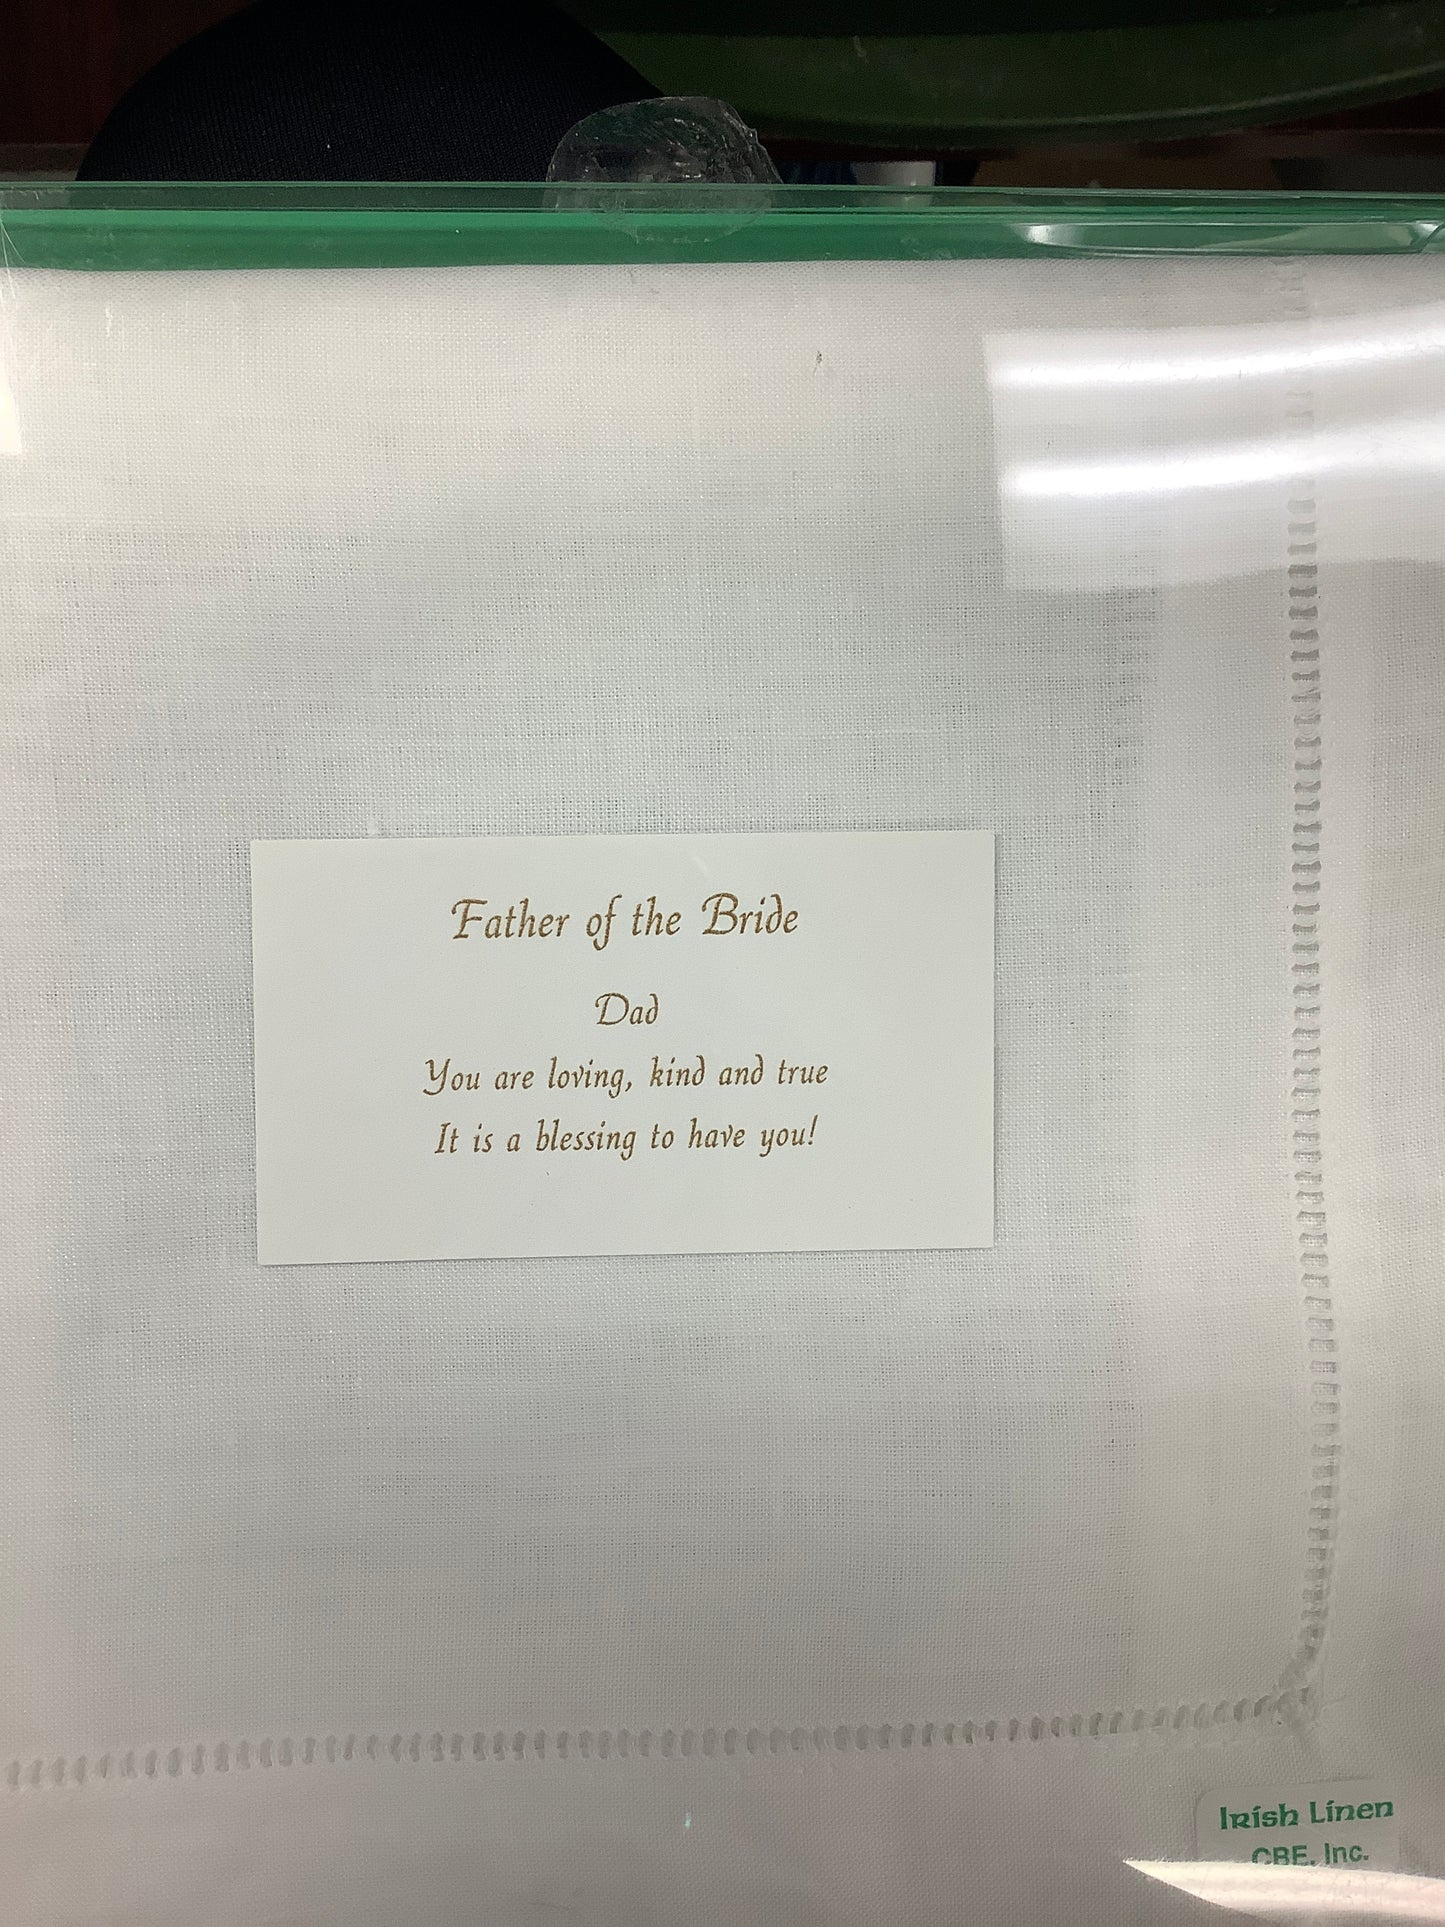 Father of the Bride
Dad
You are loving, kind and true
It is a blessing to have you!
Irish Linen
CBE, Inc.